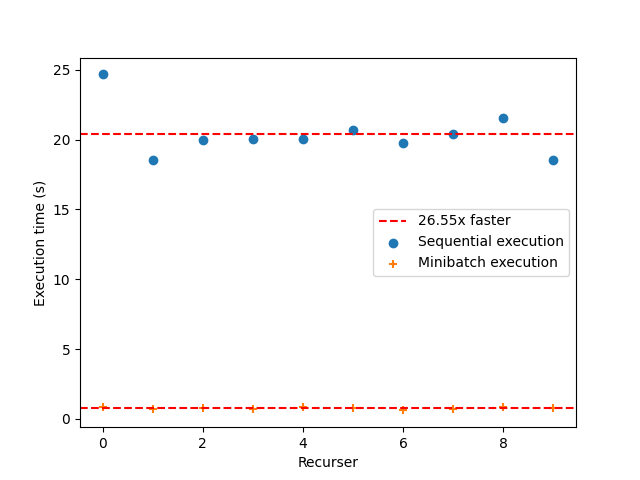 25
20
15
10
5
0
Execution time (s)
26.55x faster
Sequential execution
Minibatch execution
0 2 4 6 8
Recurser